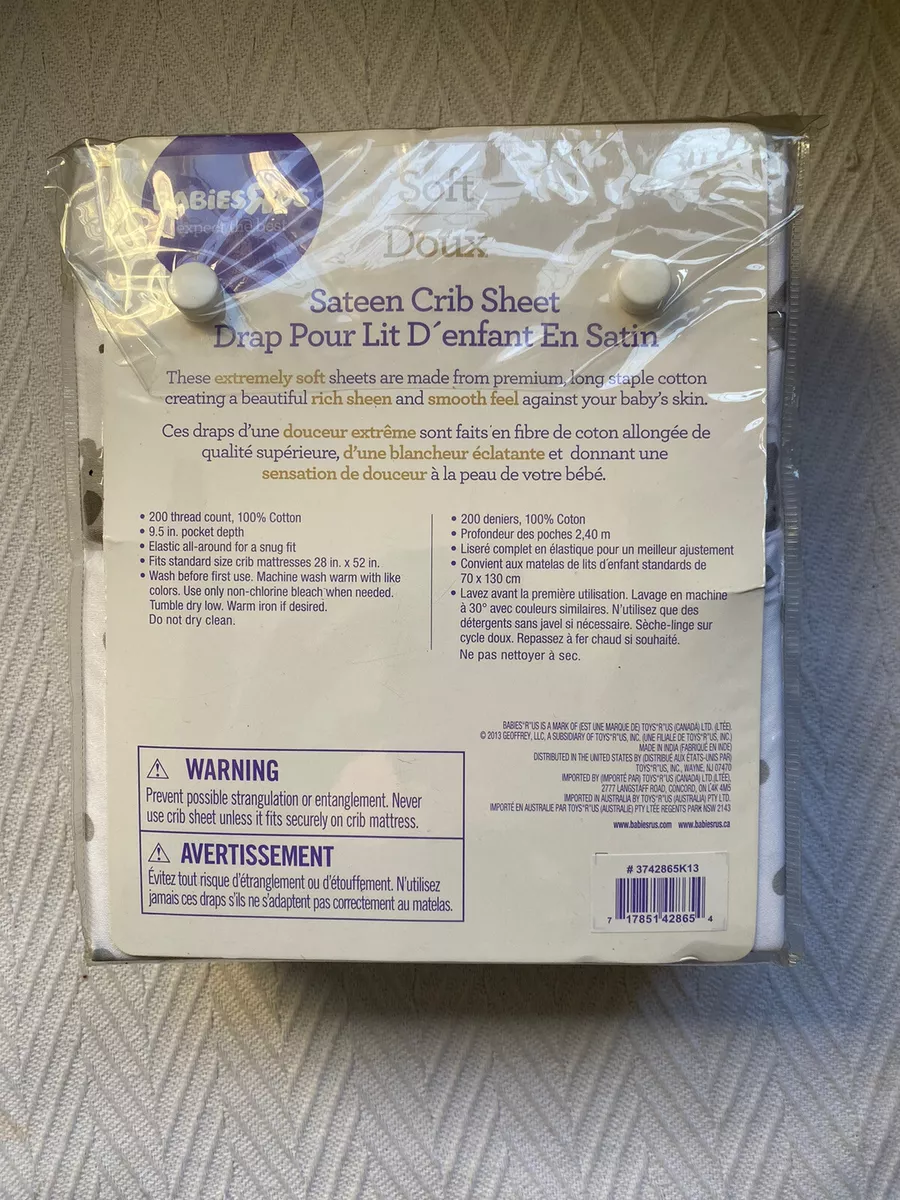 BABIESRUS
expect the best
Soft
Doux
Sateen Crib Sheet
Drap Pour Lit D´enfant En Satin
These extremely soft sheets are made from premium, long staple cotton
creating a beautiful rich sheen and smooth feel against your baby's skin.
Ces draps d'une douceur extrême sont faits en fibre de coton allongée de
qualité supérieure, d'une blancheur éclatante et donnant une
sensation de douceur à la peau de votre bébé.
• 200 thread count, 100% Cotton
• 9.5 in. pocket depth
• Elastic all-around for a snug fit
• Fits standard size crib mattresses 28 in. x 52 in.
• Wash before first use. Machine wash warm with like
colors. Use only non-chlorine bleach when needed.
Tumble dry low. Warm iron if desired.
Do not dry clean.
• 200 deniers, 100% Coton
• Profondeur des poches 2,40 m
• Liseré complet en élastique pour un meilleur ajustement
• Convient aux matelas de lits d'enfant standards de
70 x 130 cm
• Lavez avant la première utilisation. Lavage en machine
à 30° avec couleurs similaires. N'utilisez que des
détergents sans javel si nécessaire. Sèche-linge sur
cycle doux. Repassez à fer chaud si souhaité.
Ne pas nettoyer à sec.
BABIES"R"US IS A MARK OF (EST UNE MARQUE DE) TOYS"R"US (CANADA) LTD. (LTÉE).
© 2013 GEOFFREY, LLC, A SUBSIDIARY OF TOYS"R"US, INC. (UNE FILIALE DE TOYS"R"US, INC.)
MADE IN INDIA (FABRIQUÉ EN INDE)
DISTRIBUTED IN THE UNITED STATES BY (DISTRIBUÉ AUX ÉTATS-UNIS PAR)
TOYS"R"US, INC., WAYNE, NJ 07470
IMPORTED BY (IMPORTÉ PAR) TOYS"R"US (CANADA) LTD.(LTÉE),
2777 LANGSTAFF ROAD, CONCORD, ON L4K 4M5
IMPORTED IN AUSTRALIA BY TOYS"R"US (AUSTRALIA) PTY LTD.
IMPORTÉ EN AUSTRALIE PAR TOYS"R"US (AUSTRALIE) PTY LTÉE REGENTS PARK NSW 2143
www.babiesrus.com www.babiesrus.ca
⚠ WARNING
Prevent possible strangulation or entanglement. Never
use crib sheet unless it fits securely on crib mattress.
⚠ AVERTISSEMENT
Évitez tout risque d'étranglement ou d'étouffement. N'utilisez
jamais ces draps s'ils ne s'adaptent pas correctement au matelas.
# 3742865K13
7 17851 42865 4